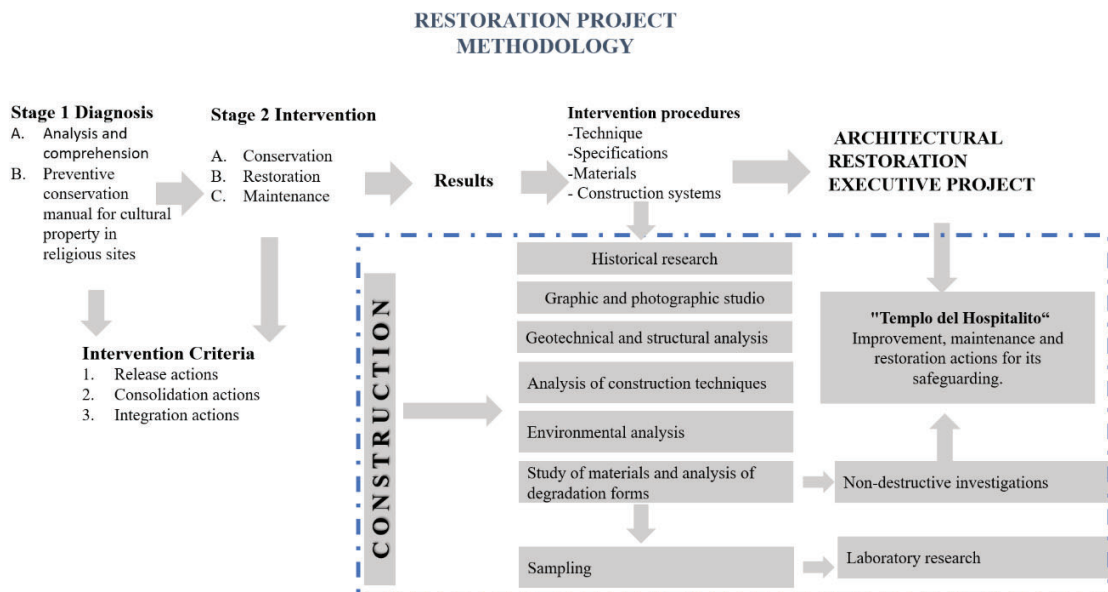 RESTORATION PROJECT
METHODOLOGY
Stage 1 Diagnosis
A. Analysis and
comprehension
B. Preventive
conservation
manual for cultural
property in
religious sites
Stage 2 Intervention
A. Conservation
B. Restoration
C. Maintenance
Results
Intervention procedures
-Technique
-Specifications
-Materials
- Construction systems
ARCHITECTURAL
RESTORATION
EXECUTIVE PROJECT
Intervention Criteria
1. Release actions
2. Consolidation actions
3. Integration actions
CONSTRUCTION
Historical research
Graphic and photographic studio
Geotechnical and structural analysis
Analysis of construction techniques
Environmental analysis
Study of materials and analysis of
degradation forms
Sampling
"Templo del Hospitalito“
Improvement, maintenance and
restoration actions for its
safeguarding.
Non-destructive investigations
Laboratory research